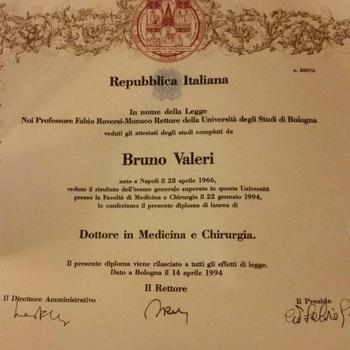 n. 26076
Repubblica Italiana
In nome della Legge
Noi Professore Fabio Roversi-Monaco Rettore della Università degli Studi di Bologna
veduti gli attestati degli studi compiuti da
Bruno Valeri
nato a Napoli il 28 aprile 1966,
veduto il risultato dell'esame generale superato in questa Università
presso la Facoltà di Medicina e Chirurgia il 22 gennaio 1994,
le conferiamo il presente diploma di laurea di
Dottore in Medicina e Chirurgia.
Il presente diploma viene rilasciato a tutti gli effetti di legge.
Dato a Bologna il 14 aprile 1994
Il Rettore
Il Direttore Amministrativo
Il Preside